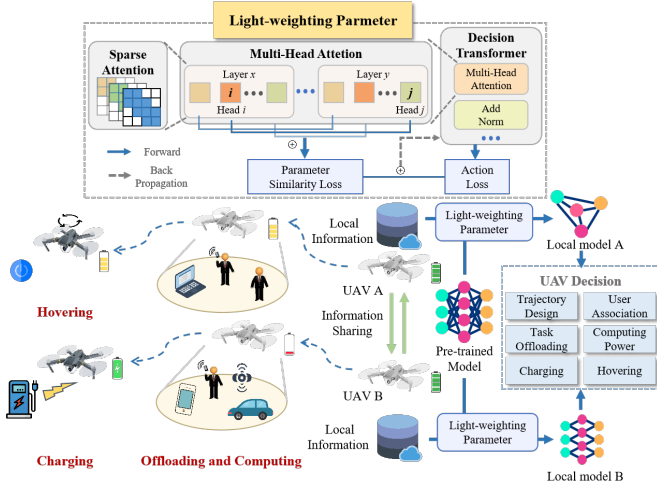 Light-weighting Parmeter
Sparse
Attention
Multi-Head Attetion
Layer x
i
Head i
Layer y
j
Head j
Decision
Transformer
Multi-Head
Attention
Add
Norm
Forward
Back
Propagation
Parameter
Similarity Loss
Action
Loss
Local
Information
Light-weighting
Parameter
Local model A
UAV A
Hovering
Information
Sharing
Pre-trained
Model
UAV Decision
Trajectory
Design
User
Association
Task
Offloading
Computing
Power
Charging
Hovering
UAV B
Local
Information
Light-weighting
Parameter
Local model B
Charging
Offloading and Computing